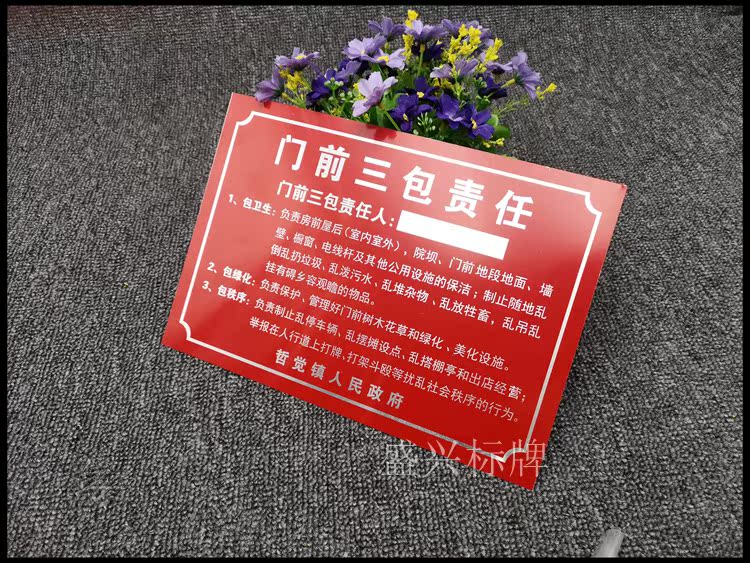 门前三包责任
门前三包责任人：
1、包卫生：负责房前屋后（室内室外），院坝、门前地段地面、墙
壁、橱窗、电线杆及其他公用设施的保洁；制止随地乱
倒乱扔垃圾、乱泼污水、乱堆杂物、乱放牲畜，乱吊乱
挂有碍乡容观瞻的物品。
2、包绿化：负责保护、管理好门前树木花草和绿化、美化设施。
3、包秩序：负责制止乱停车辆、乱摆摊设点、乱搭棚亭和出店经营；
举报在人行道上打牌、打架斗殴等扰乱社会秩序的行为。
哲觉镇人民政府
盛兴标牌